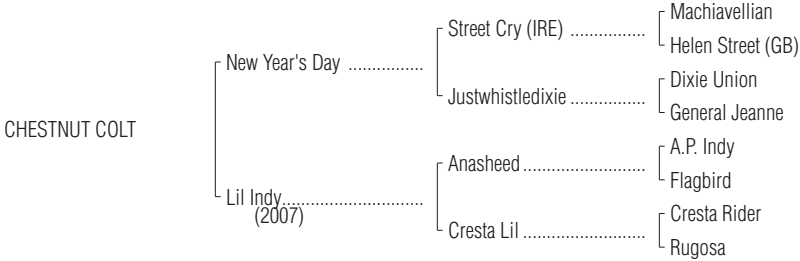 Machiavellian
Street Cry (IRE) ................
Helen Street (GB)
New Year's Day ................
Dixie Union
Justwhistledixie ................
General Jeanne
CHESTNUT COLT
A.P. Indy
Anasheed ..........................
Flagbird
Lil Indy..............................
(2007)
Cresta Rider
Cresta Lil ..........................
Rugosa